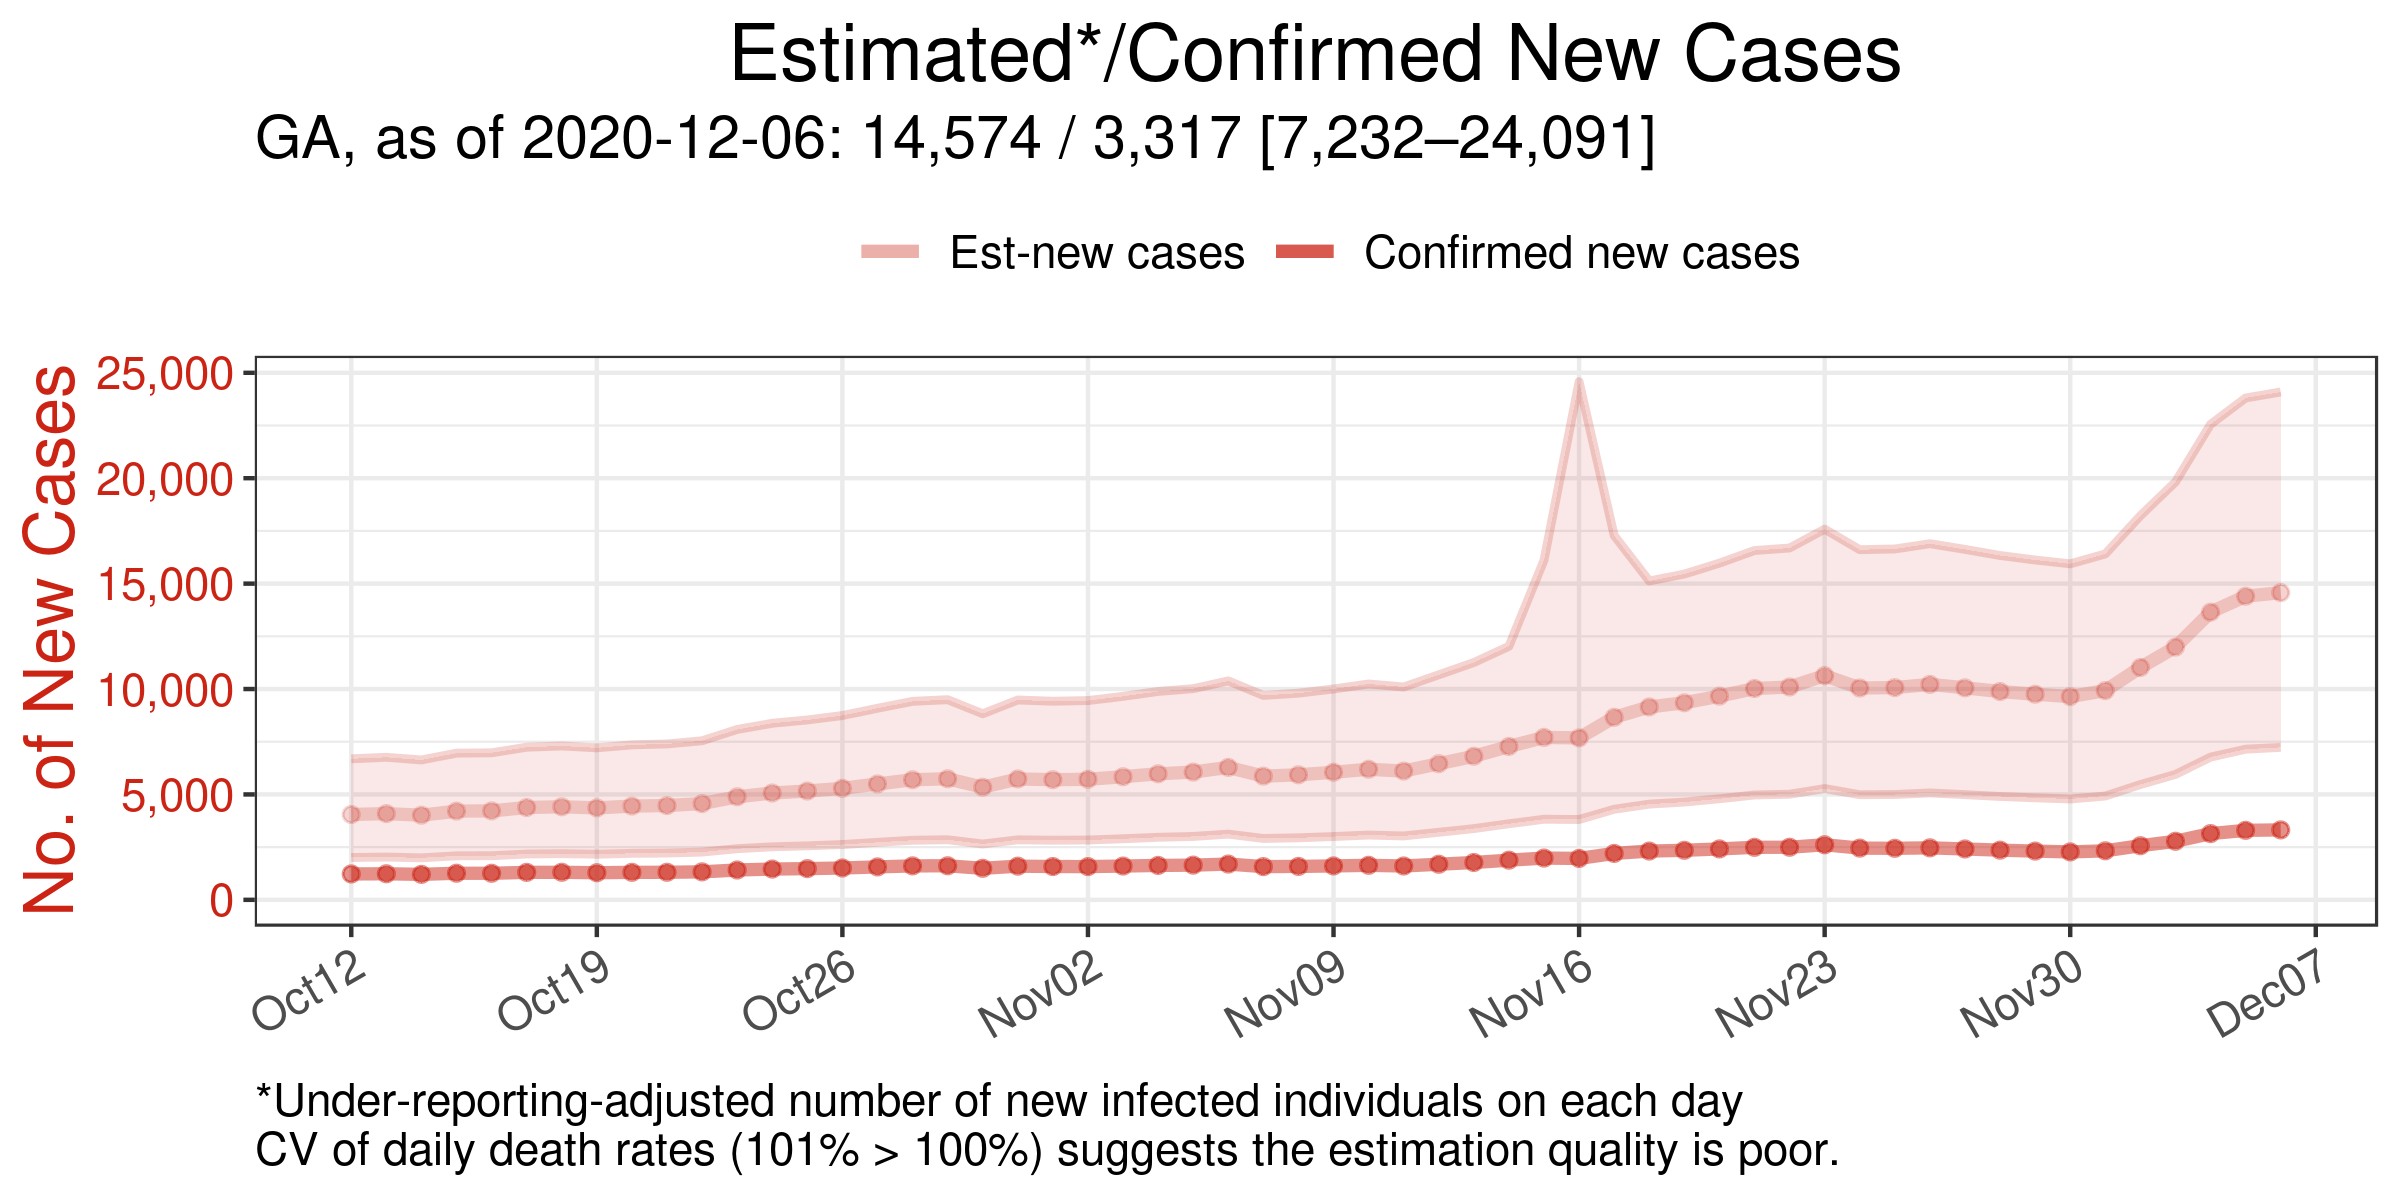 Estimated*/Confirmed New Cases
GA, as of 2020-12-06: 14,574 / 3,317 [7,232–24,091]
Est-new cases Confirmed new cases
No. of New Cases
25,000
20,000
15,000
10,000
5,000
0
Oct12 Oct19 Oct26 Nov02 Nov09 Nov16 Nov23 Nov30 Dec07
*Under-reporting-adjusted number of new infected individuals on each day
CV of daily death rates (101% > 100%) suggests the estimation quality is poor.